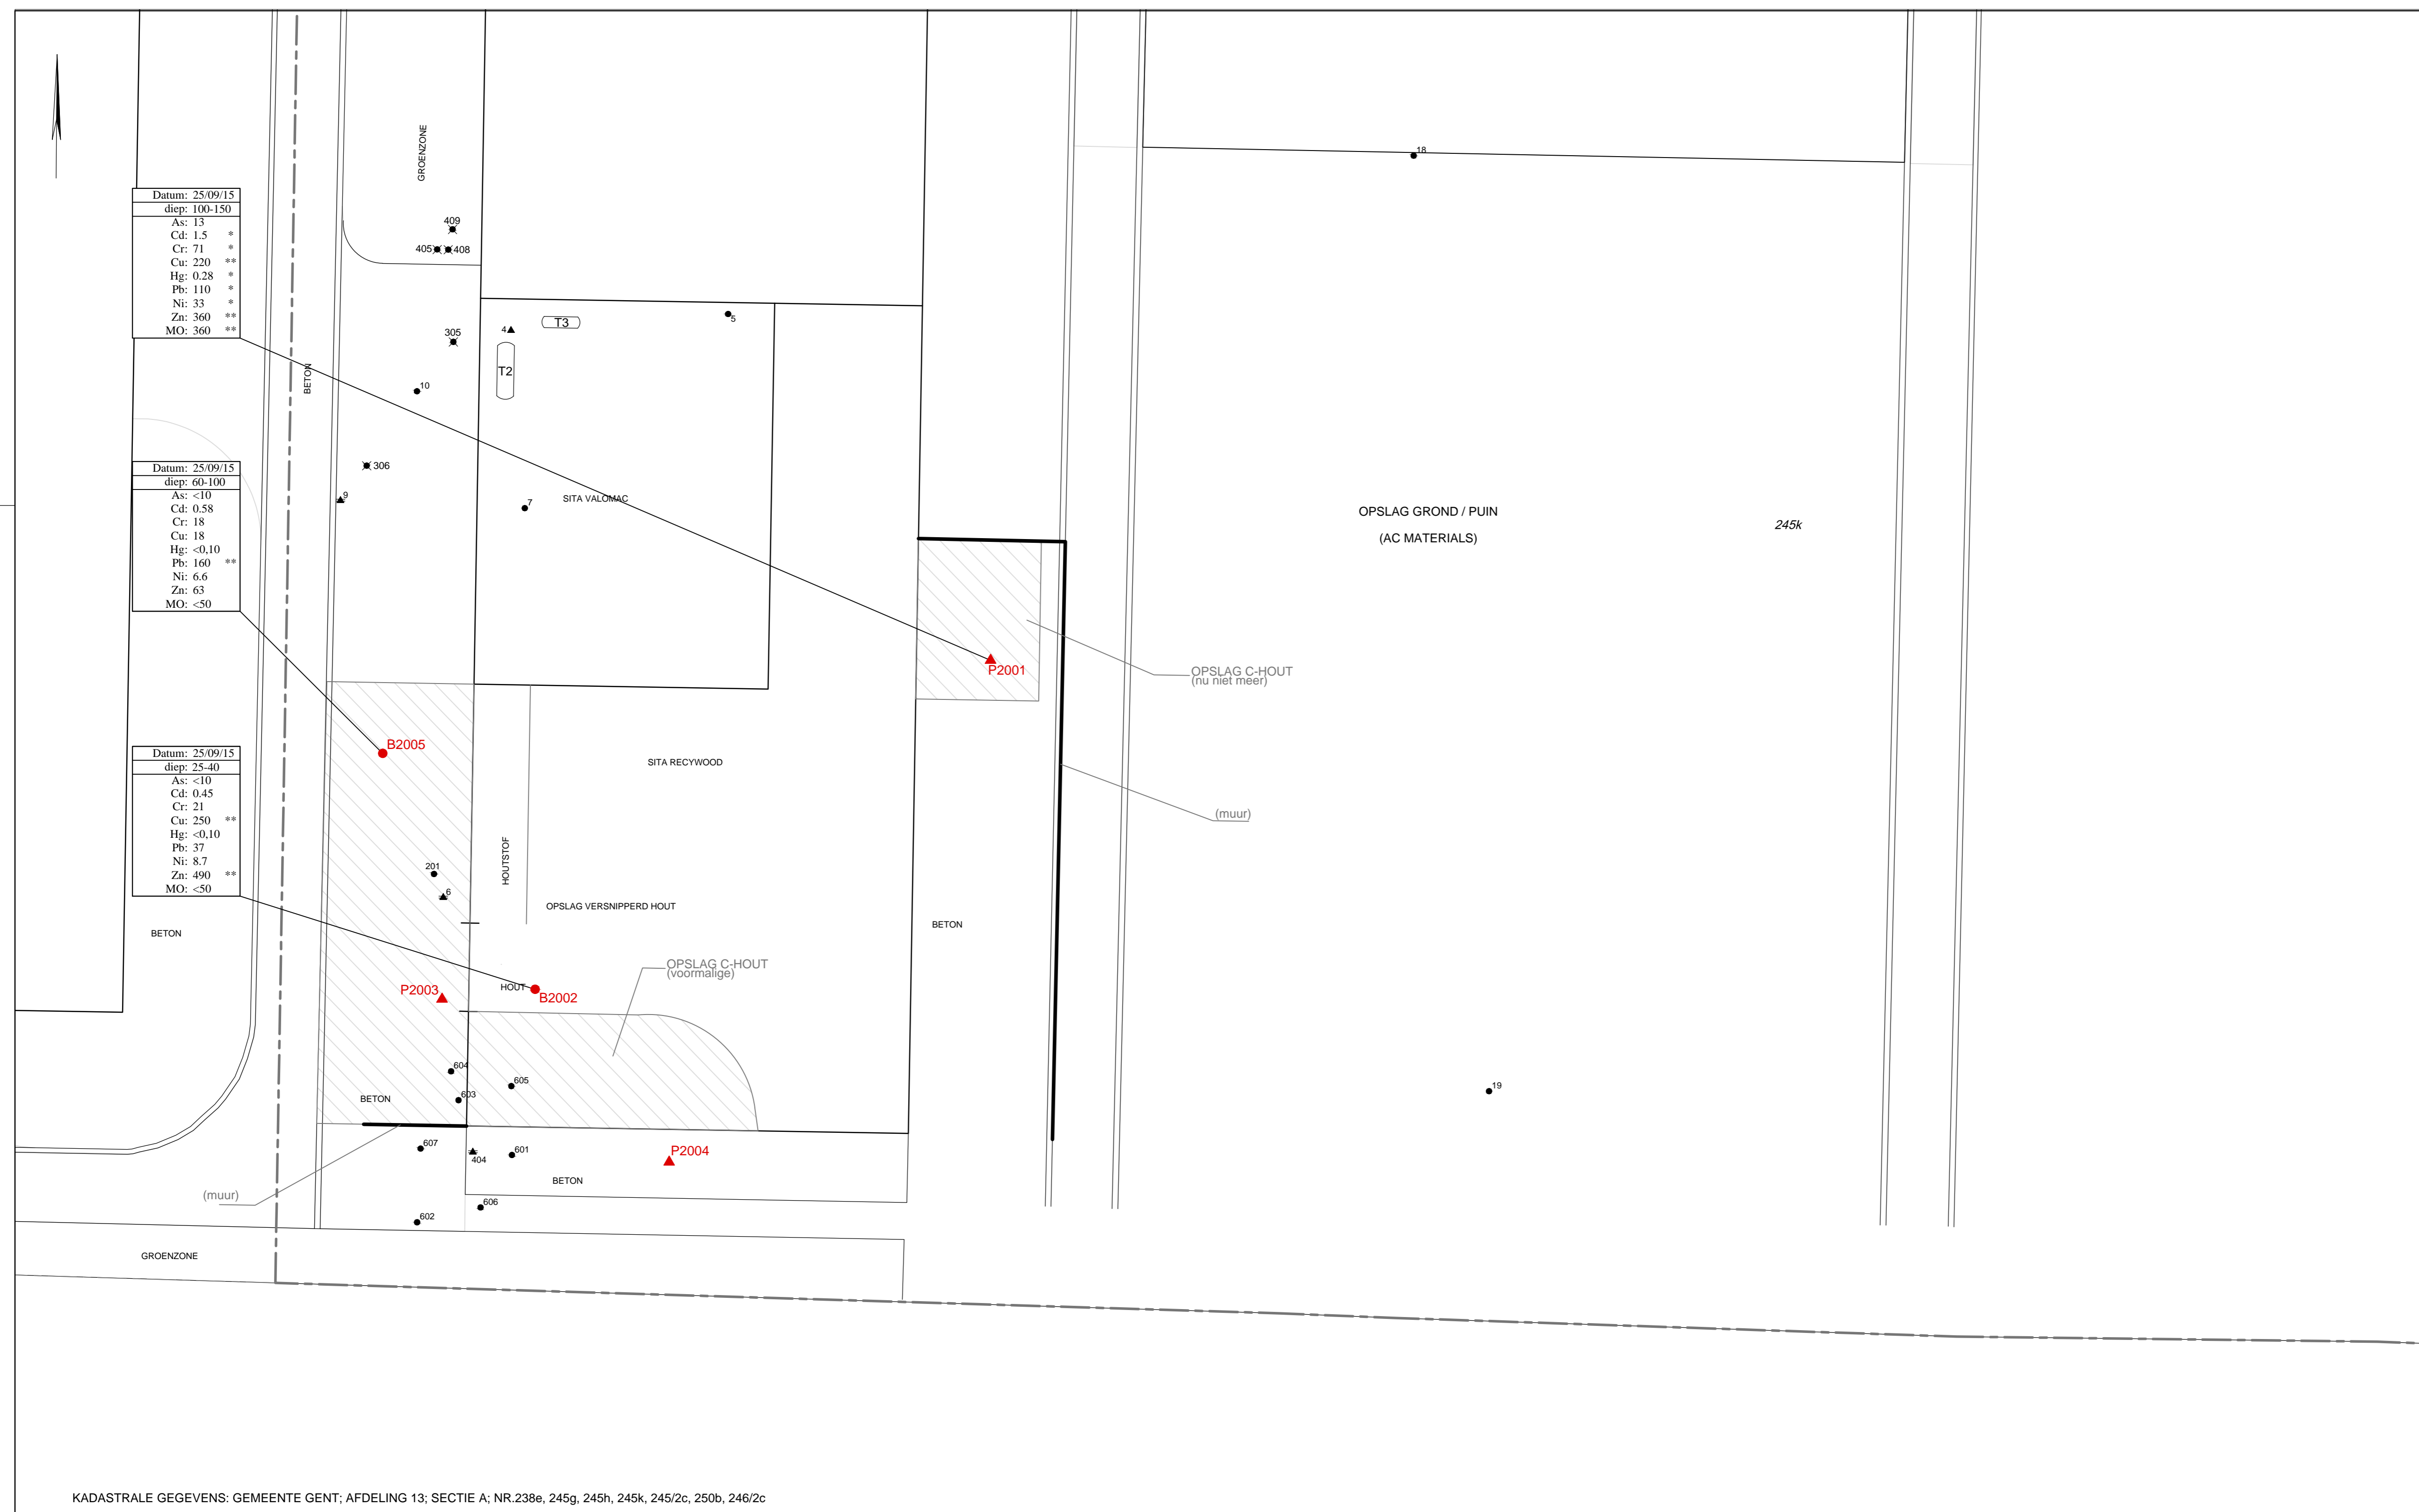 GROENZONE
18
409
405
408
Datum: 25/09/15
diep: 100-150
As: 13
Cd: 1.5 *
Cr: 71 *
Cu: 220 **
Hg: 0.28 *
Pb: 110 *
Ni: 33 *
Zn: 360 **
MO: 360 **
305
4
T3
5
T2
BETON
10
306
9
7
SITA VALOMAC
Datum: 25/09/15
diep: 60-100
As: <10
Cd: 0.58
Cr: 18
Cu: 18
Hg: <0,10
Pb: 160 **
Ni: 6.6
Zn: 63
MO: <50
OPSLAG GROND / PUIN
(AC MATERIALS)
245k
P2001
OPSLAG C-HOUT
(nu niet meer)
B2005
SITA RECYWOOD
(muur)
Datum: 25/09/15
diep: 25-40
As: <10
Cd: 0.45
Cr: 21
Cu: 250 **
Hg: <0,10
Pb: 37
Ni: 8.7
Zn: 490 **
MO: <50
HOUTSTOF
201
6
OPSLAG VERSNIPPERD HOUT
BETON
BETON
OPSLAG C-HOUT
(voormalige)
P2003
HOUT
B2002
604
605
603
BETON
19
607
404
601
P2004
BETON
(muur)
606
602
GROENZONE
KADASTRALE GEGEVENS: GEMEENTE GENT; AFDELING 13; SECTIE A; NR.238e, 245g, 245h, 245k, 245/2c, 250b, 246/2c